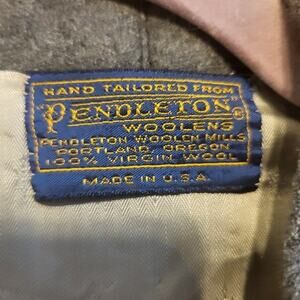 HAND TAILORED FROM
"PENDLETON"®
WOOLENS
PENDLETON WOOLEN MILLS
PORTLAND, OREGON
100% VIRGIN WOOL
MADE IN U.S.A.